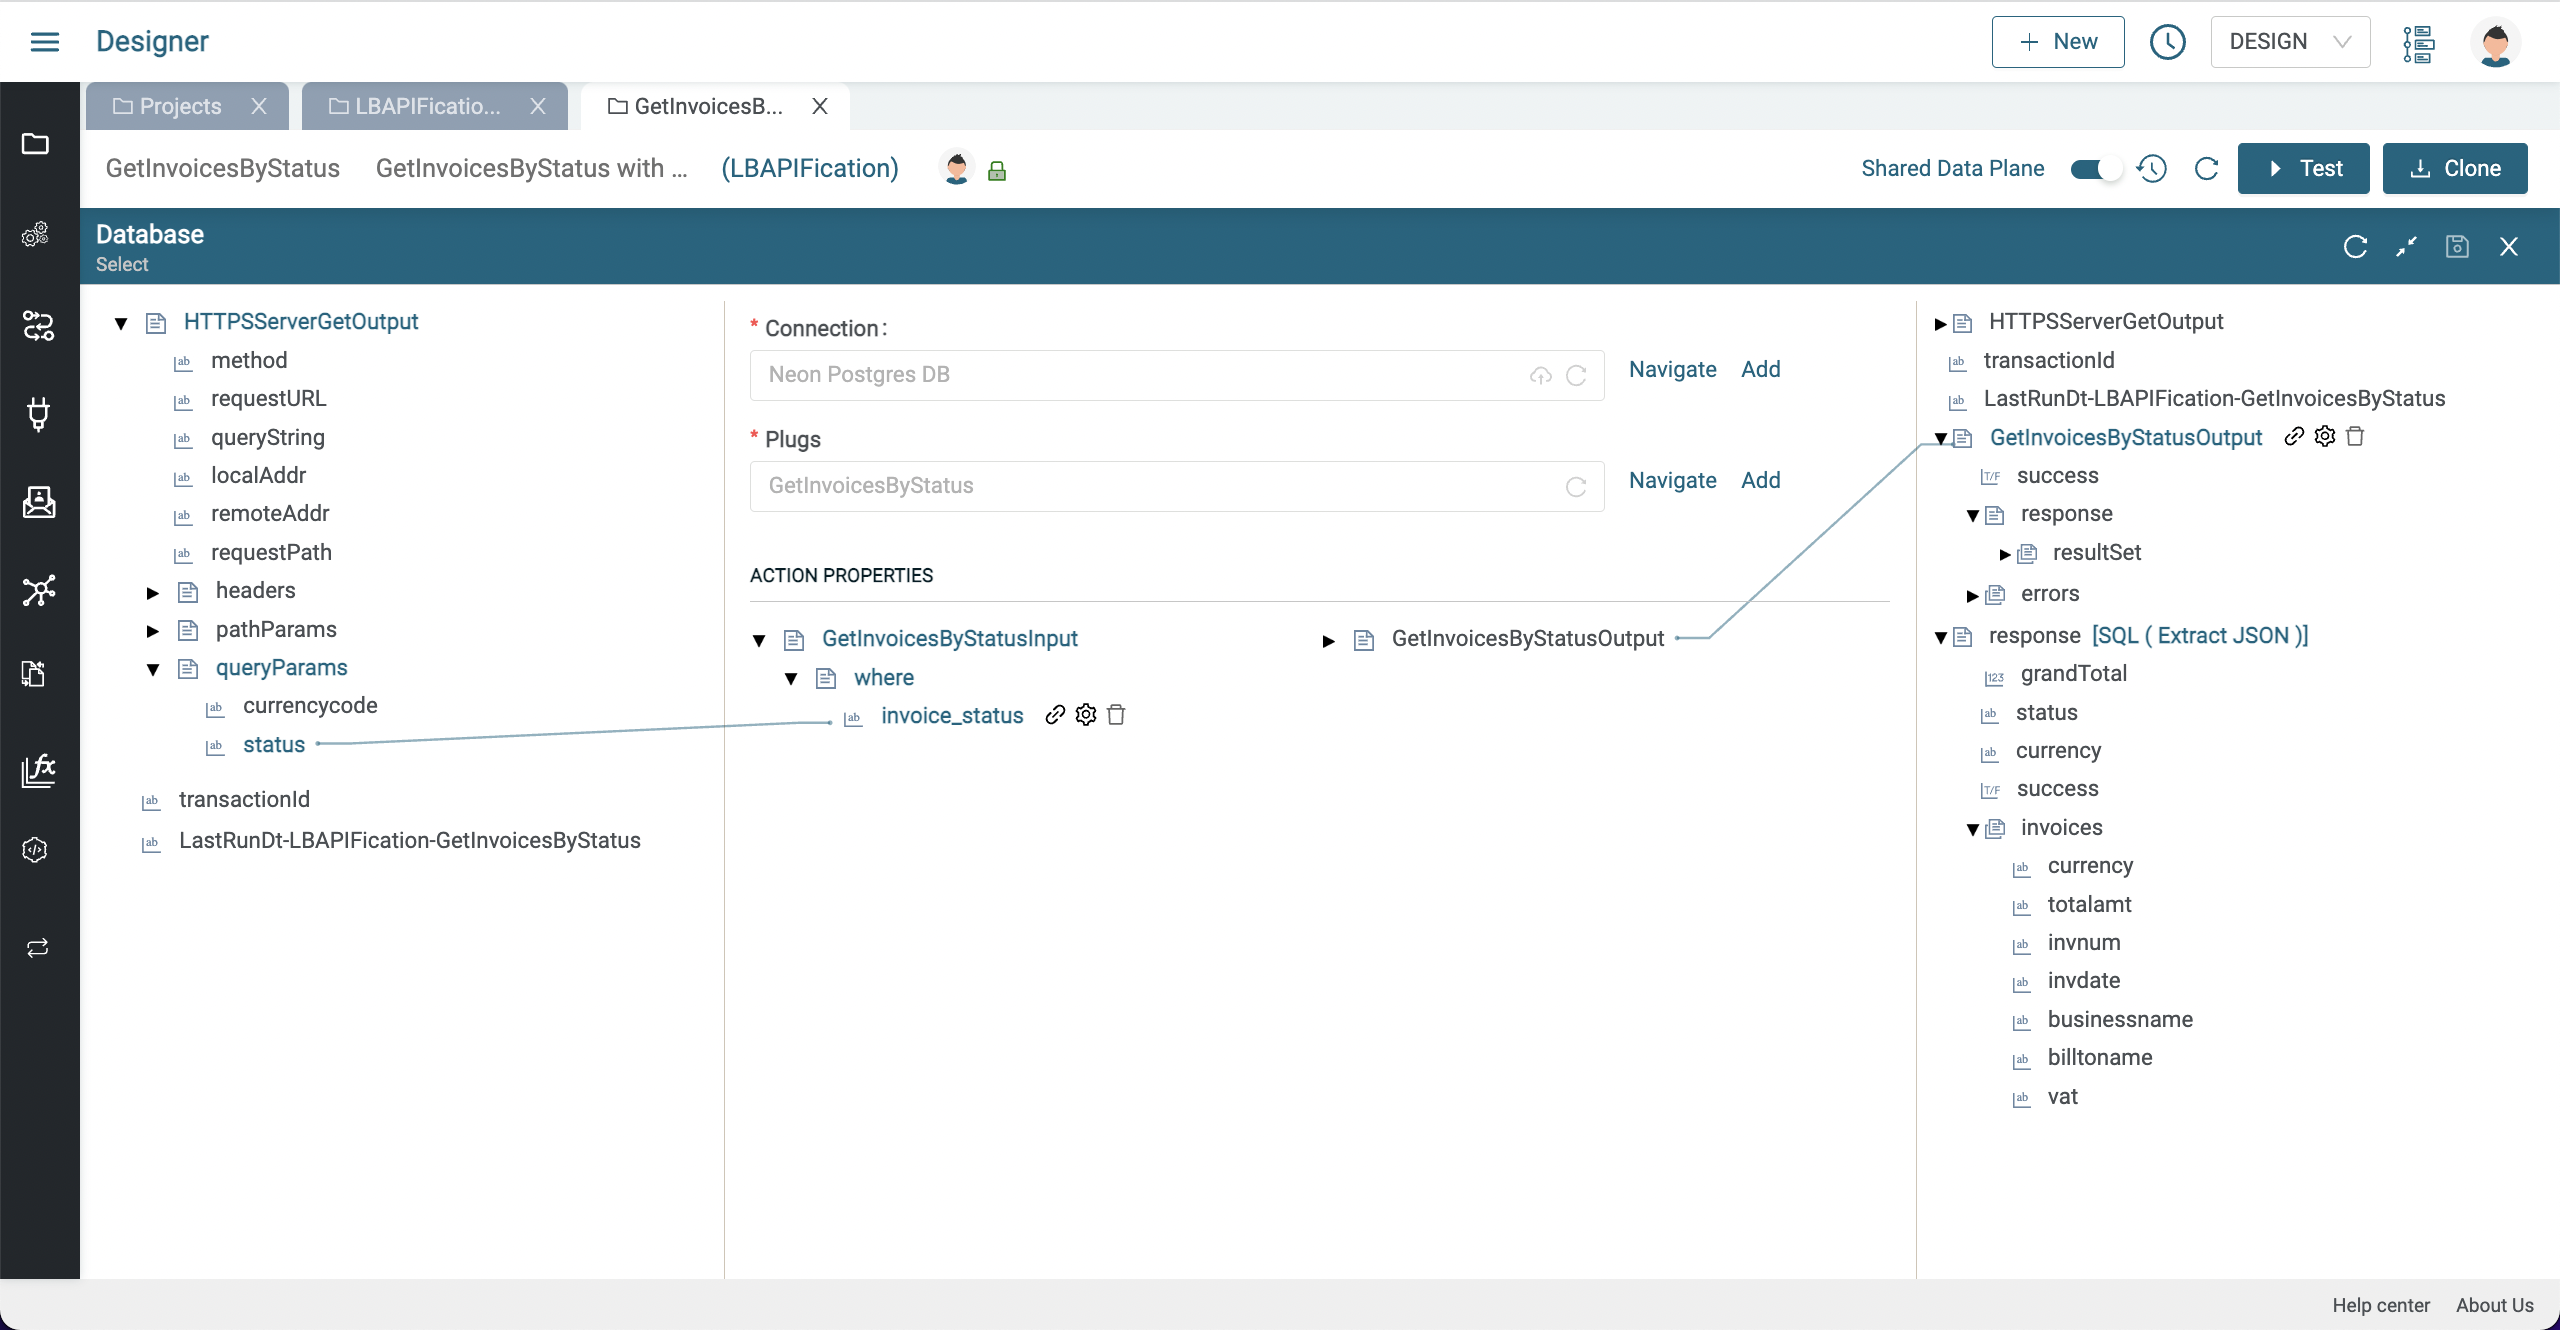 Designer
New
DESIGN
Projects
LBAPIFicatio...
GetInvoicesB...
GetInvoicesByStatus
GetInvoicesByStatus with ...
(LBAPIFication)
Shared Data Plane
Test
Clone
Database
Select
HTTPSServerGetOutput
method
requestURL
queryString
localAddr
remoteAddr
requestPath
headers
pathParams
queryParams
currencycode
status
transactionId
LastRunDt-LBAPIFication-GetInvoicesByStatus
* Connection:
Neon Postgres DB
Navigate Add
* Plugs
GetInvoicesByStatus
Navigate Add
ACTION PROPERTIES
GetInvoicesByStatusInput
where
invoice_status
GetInvoicesByStatusOutput
HTTPSServerGetOutput
transactionId
LastRunDt-LBAPIFication-GetInvoicesByStatus
GetInvoicesByStatusOutput
success
response
resultSet
errors
response [SQL ( Extract JSON )]
grandTotal
status
currency
success
invoices
currency
totalamt
invnum
invdate
businessname
billtoname
vat
Help center About Us